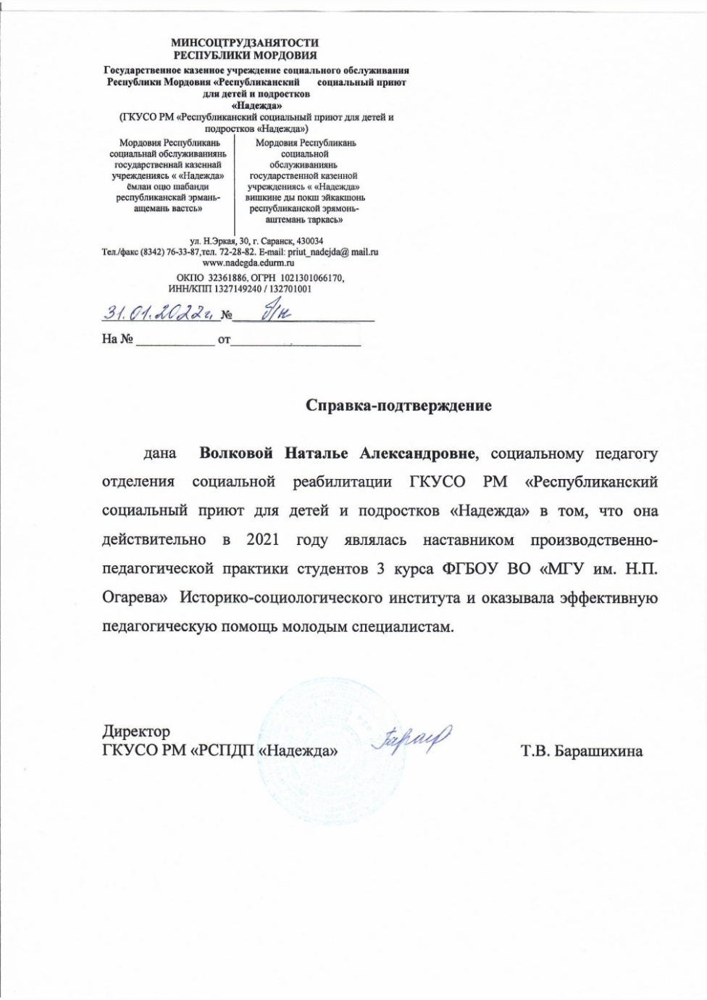 МИНСОЦТРУДЗАНЯТОСТИ
РЕСПУБЛИКИ МОРДОВИЯ
Государственное казенное учреждение социального обслуживания
Республики Мордовия «Республиканский социальный приют
для детей и подростков
«Надежда»
(ГКУСО РМ «Республиканский социальный приют для детей и
подростков «Надежда»)
Мордовия Республикань
социальнай обслуживаниянь
государственнай казеннай
учреждениясь « «Надежда»
ёмлаи оцю шабанди
республиканскай эрмань-
ащемань вастсь»
Мордовия Республикань
социальной
обслуживаниянь
государственной казенной
учреждениясь « «Надежда»
вишкине ды покш эйкакшонь
республиканской эрямонь-
аштемань таркась»
ул. Н.Эркая, 30, г. Саранск, 430034
Тел./факс (8342) 76-33-87,тел. 72-28-82. E-mail: priut_nadejda@ mail.ru
www.nadegda.edurm.ru
ОКПО 32361886, ОГРН 1021301066170,
ИНН/КПП 1327149240 / 132701001
31.01.2022г. № б/н
На № ____________ от____________________
Справка-подтверждение
дана Волковой Наталье Александровне, социальному педагогу
отделения социальной реабилитации ГКУСО РМ «Республиканский
социальный приют для детей и подростков «Надежда» в том, что она
действительно в 2021 году являлась наставником производственно-
педагогической практики студентов 3 курса ФГБОУ ВО «МГУ им. Н.П.
Огарева» Историко-социологического института и оказывала эффективную
педагогическую помощь молодым специалистам.
Директор
ГКУСО РМ «РСПДП «Надежда» Т.В. Барашихина